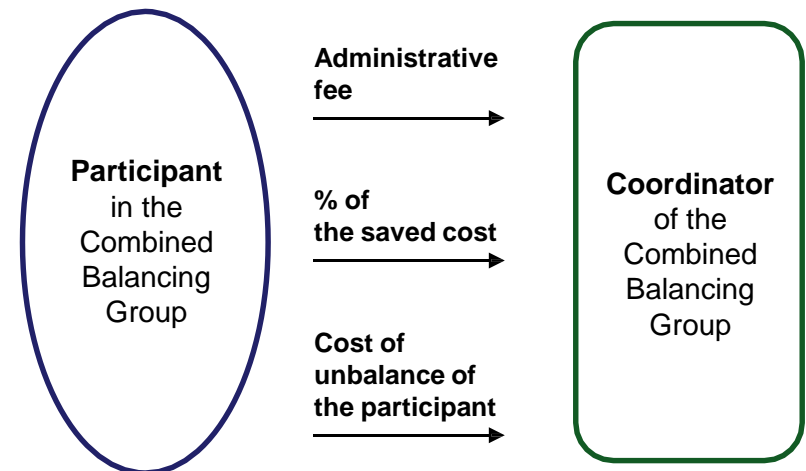 Participant
in the
Combined
Balancing
Group
Administrative
fee
% of
the saved cost
Cost of
unbalance of
the participant
Coordinator
of the
Combined
Balancing
Group